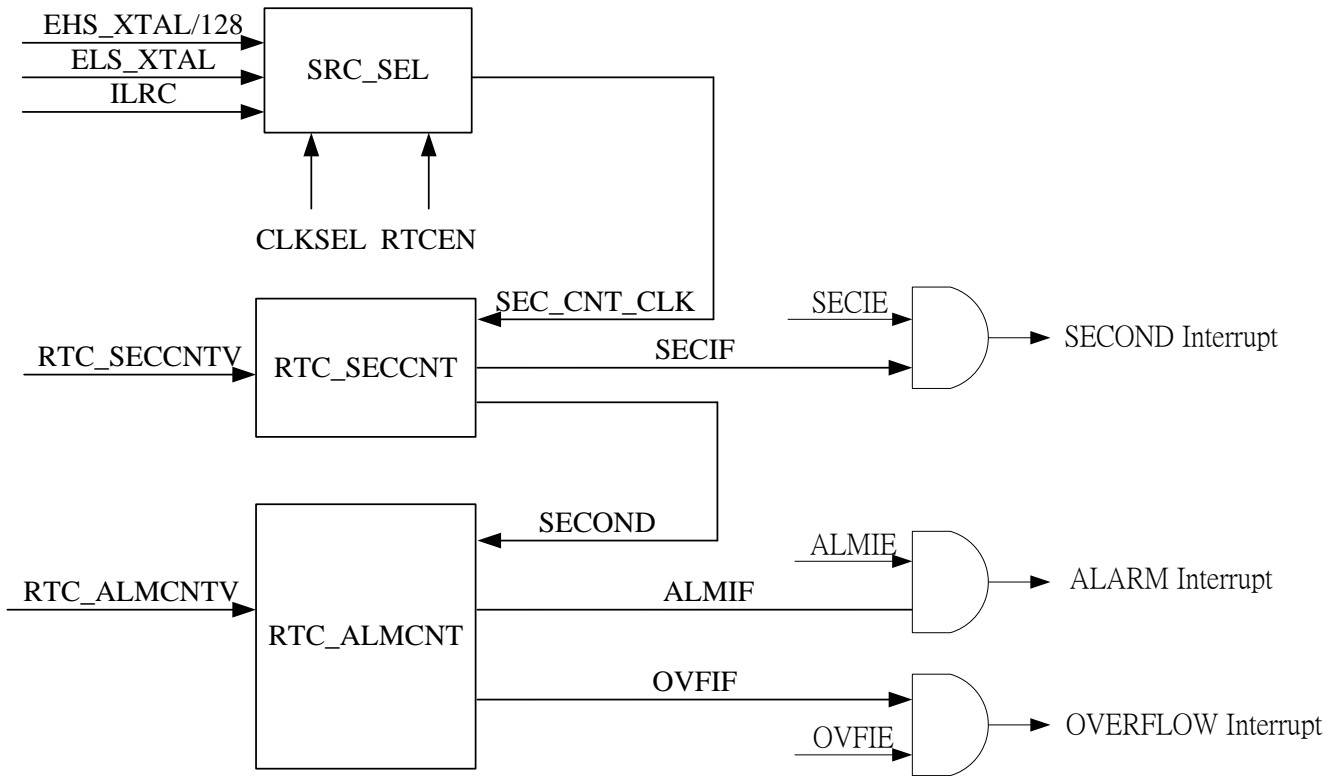 EHS_XTAL/128
ELS_XTAL
ILRC
SRC_SEL
CLKSEL RTCEN
SEC_CNT_CLK
SECIE
SECOND Interrupt
RTC_SECCNTV
RTC_SECCNT
SECIF
SECOND
ALMIE
ALARM Interrupt
RTC_ALMCNTV
ALMIF
RTC_ALMCNT
OVFIF
OVERFLOW Interrupt
OVFIE